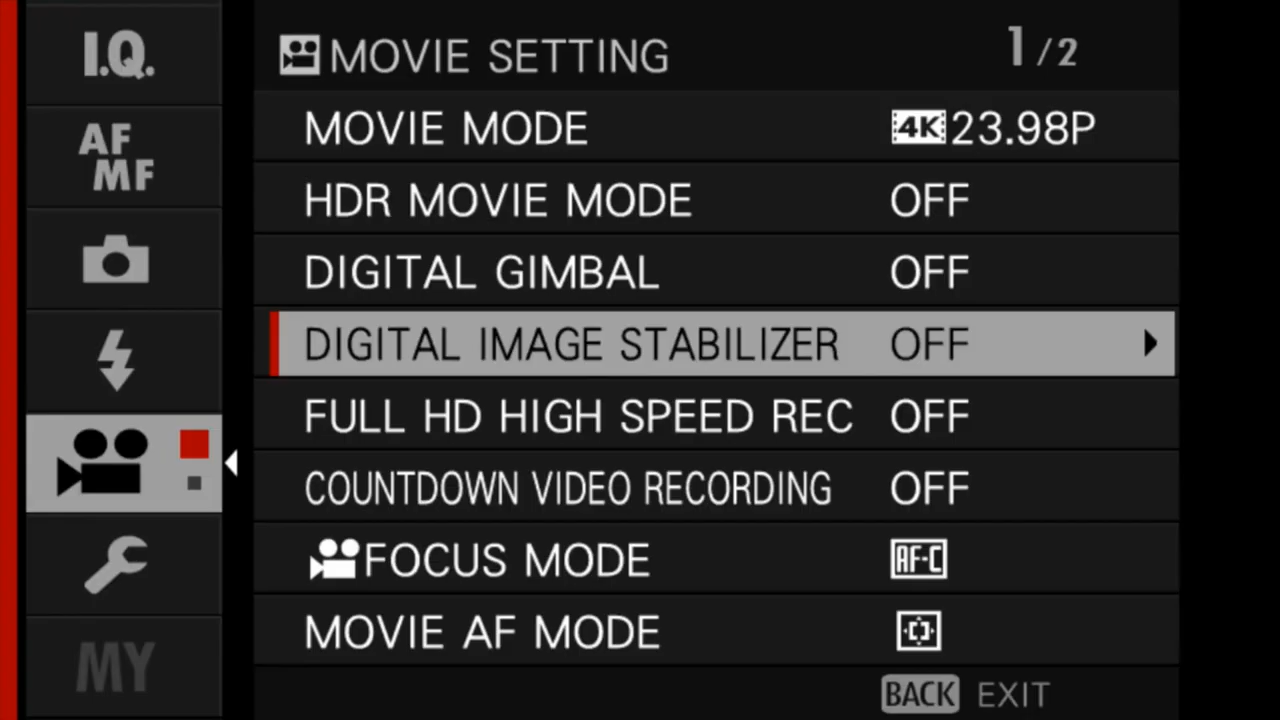 I.Q.
AF
MF
MY
MOVIE SETTING 1/2
MOVIE MODE 4K 23.98P
HDR MOVIE MODE OFF
DIGITAL GIMBAL OFF
DIGITAL IMAGE STABILIZER OFF
FULL HD HIGH SPEED REC OFF
COUNTDOWN VIDEO RECORDING OFF
FOCUS MODE AF-C
MOVIE AF MODE
BACK EXIT